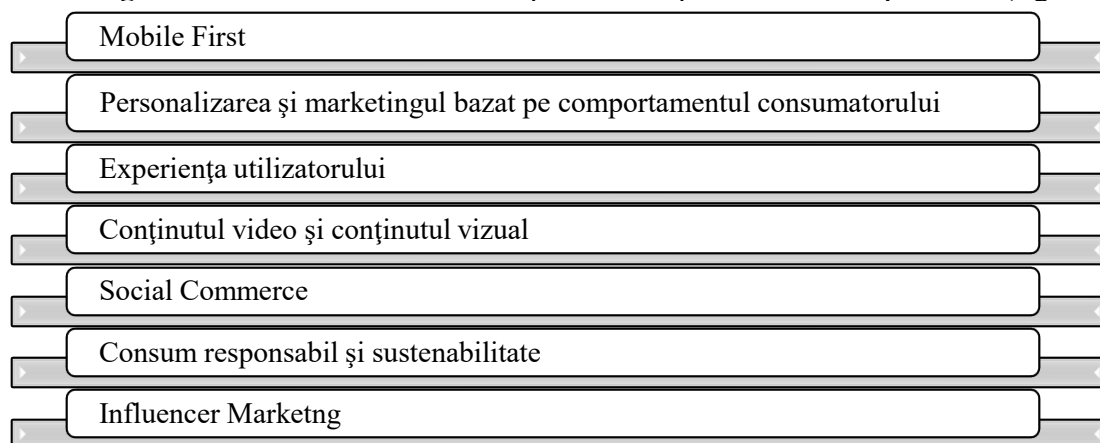 Mobile First
Personalizarea şi marketingul bazat pe comportamentul consumatorului
Experienţa utilizatorului
Conţinutul video şi conţinutul vizual
Social Commerce
Consum responsabil şi sustenabilitate
Influencer Marketng